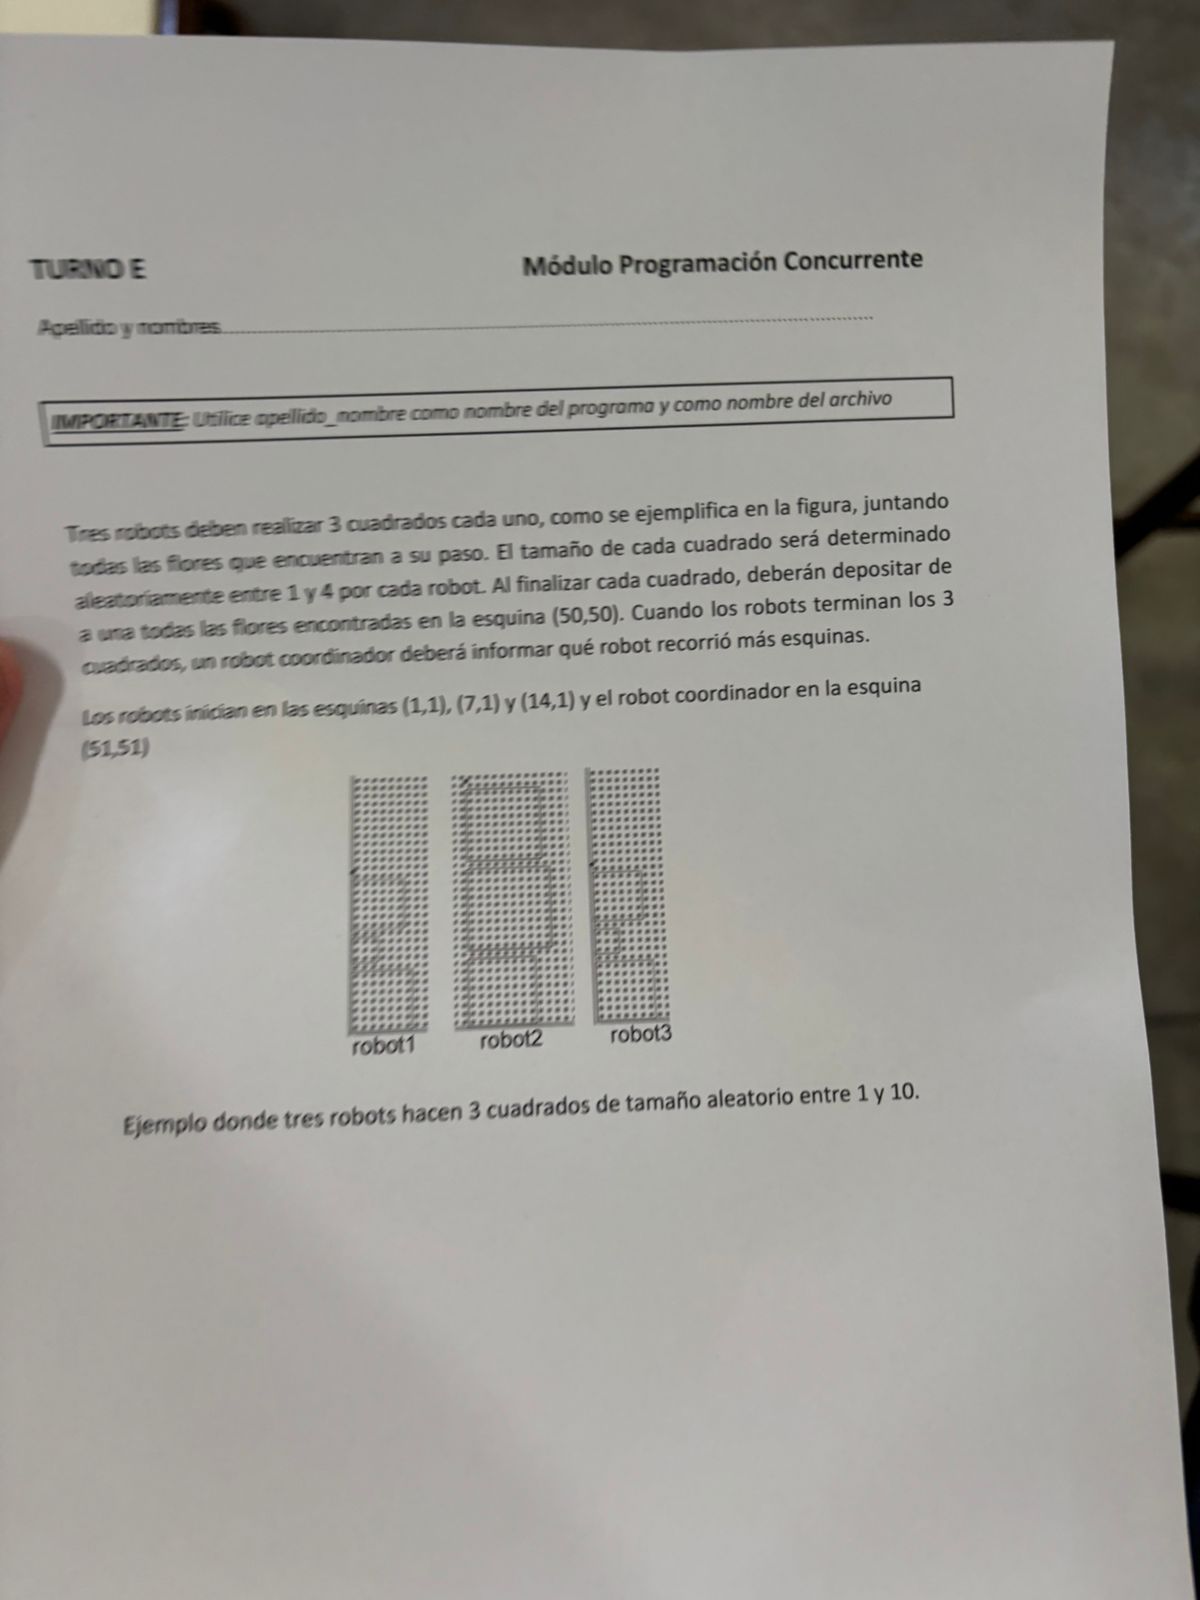 TURNO E
Módulo Programación Concurrente
Apellido y nombres
IMPORTANTE: Utilice apellido_nombre como nombre del programa y como nombre del archivo
Tres robots deben realizar 3 cuadrados cada uno, como se ejemplifica en la figura, juntando
todas las flores que encuentran a su paso. El tamaño de cada cuadrado será determinado
aleatoriamente entre 1 y 4 por cada robot. Al finalizar cada cuadrado, deberán depositar de
a una todas las flores encontradas en la esquina (50,50). Cuando los robots terminan los 3
cuadrados, un robot coordinador deberá informar qué robot recorrió más esquinas.
Los robots inician en las esquinas (1,1), (7,1) y (14,1) y el robot coordinador en la esquina
(51,51)
robot1 robot2 robot3
Ejemplo donde tres robots hacen 3 cuadrados de tamaño aleatorio entre 1 y 10.